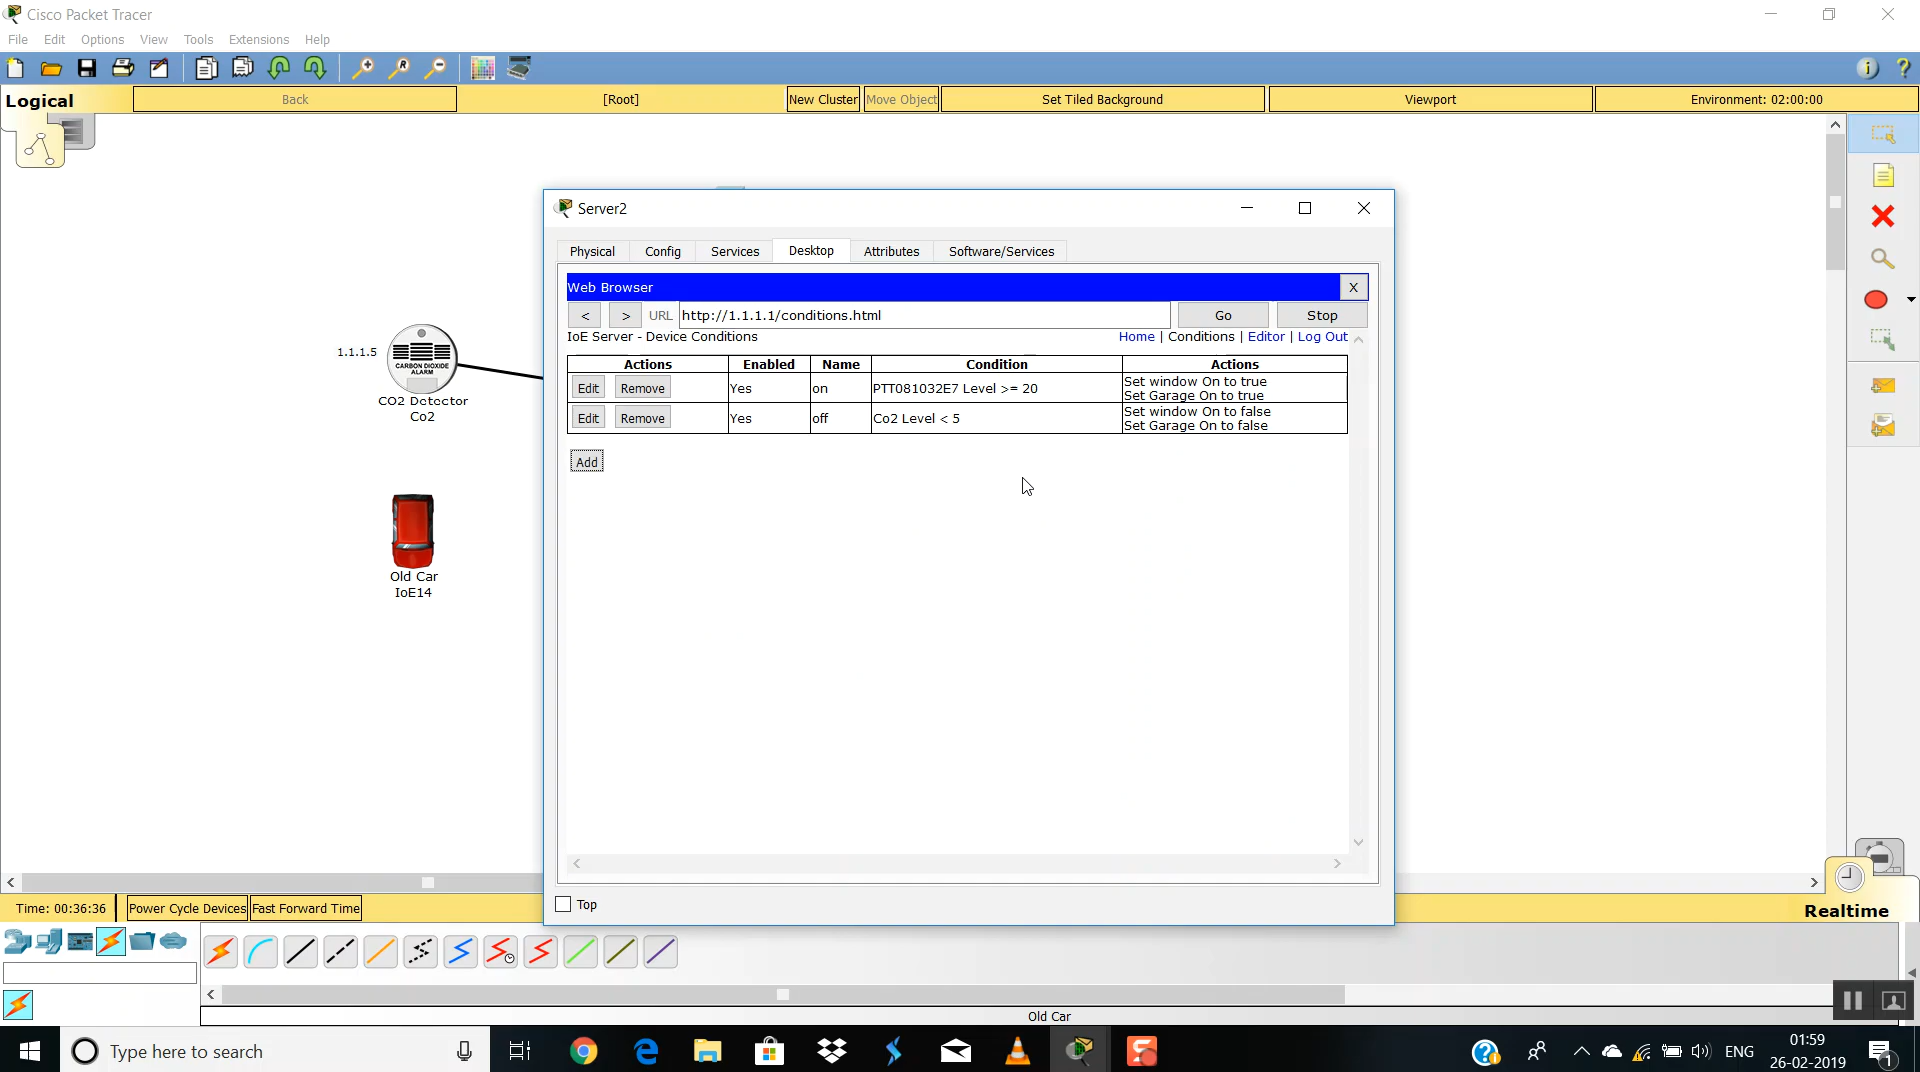 Cisco Packet Tracer
File Edit Options View Tools Extensions Help
Logical Back [Root] New Cluster Move Object Set Tiled Background Viewport Environment: 02:00:00
Server2
Physical Config Services Desktop Attributes Software/Services
Web Browser X
< > URL http://1.1.1.1/conditions.html Go Stop
IoE Server - Device Conditions Home | Conditions | Editor | Log Out
Actions Enabled Name Condition Actions
Edit Remove Yes on PTT081032E7 Level >= 20 Set window On to true
Set Garage On to true
Edit Remove Yes off Co2 Level < 5 Set window On to false
Set Garage On to false
Add
Top
1.1.1.5
CARBON DIOXIDE
ALARM
CO2 Detector
Co2
Old Car
IoE14
Time: 00:36:36 Power Cycle Devices Fast Forward Time
Realtime
Old Car
Type here to search
ENG
01:59
26-02-2019
1